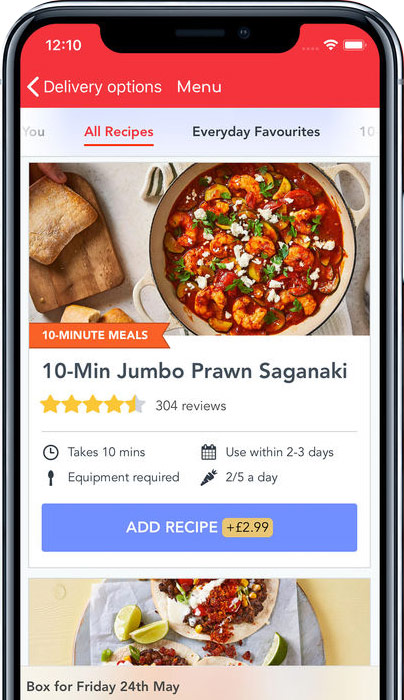 12:10
Delivery options Menu
You All Recipes Everyday Favourites 10-
10-MINUTE MEALS
10-Min Jumbo Prawn Saganaki
304 reviews
Takes 10 mins Use within 2-3 days
Equipment required 2/5 a day
ADD RECIPE +£2.99
Box for Friday 24th May